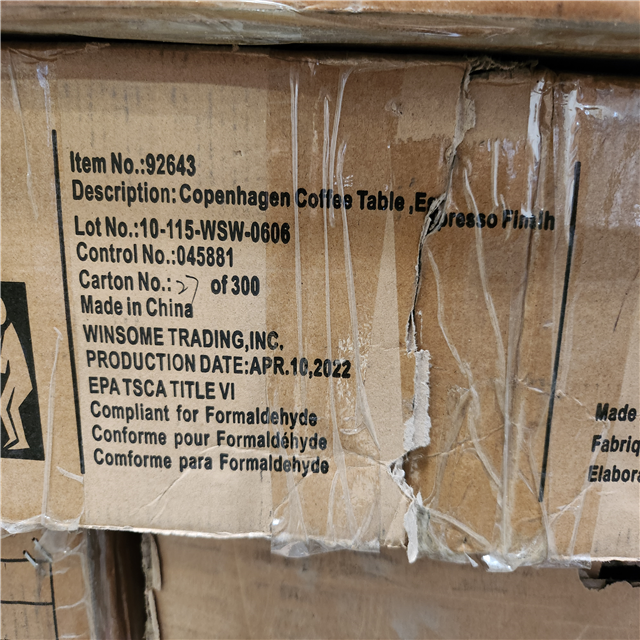 Item No.:92643
Description: Copenhagen Coffee Table ,Espresso Finish
Lot No.:10-115-WSW-0606
Control No.:045881
Carton No.: 27 of 300
Made in China
WINSOME TRADING,INC.
PRODUCTION DATE:APR.10,2022
EPA TSCA TITLE VI
Compliant for Formaldehyde
Conforme pour Formaldéhyde
Comforme para Formaldehyde
Made
Fabriq
Elabora